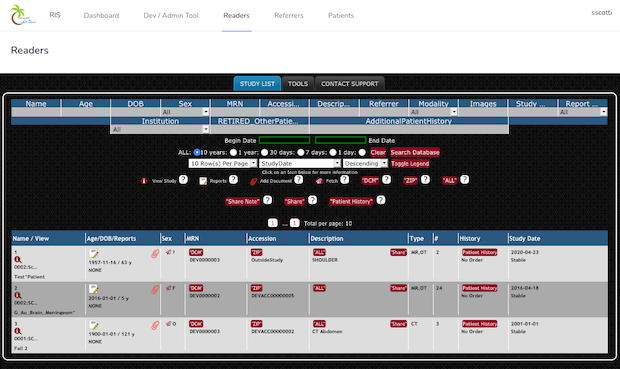 RIS Dashboard Dev / Admin Tool Readers Referrers Patients sscatti
Readers
STUDY LIST TOOLS CONTACT SUPPORT
Name Age DOB Sex MRN Accessi... Descrip... Referrer Modality Images Study ... Report ...
All All All
Institution RETIRED_OtherPatie... AdditionalPatientHistory
All
Begin Date End Date
ALL: 10 years: 1 year: 30 days: 7 days: 1 day: Clear Search Database
10 Row(s) Per Page StudyDate Descending Toggle Legend
Click on an Icon below for more information
View Study ? Reports ? Add Document ? Fetch ? "DCM" ? "ZIP" ? "ALL" ?
"Share Note" ? "Share" ? "Patient History" ?
1 ... 1 Total per page: 10
Name / View Age/DOB/Reports Sex MRN Accession Description Type # History Study Date
1 ? "DCM" "ZIP" "ALL" "Share" MR,OT 2 Patient History 2020-04-23
0002:SC... 1957-11-16 / 63 y DEV0000003 OutsideStudy SHOULDER No Order Stable
NONE
Test^Patient
2 F "DCM" "ZIP" "ALL" "Share" MR,OT 24 Patient History 2016-04-18
0002:SC... 2016-01-01 / 5 y DEV0000002 DEVACC00000005 No Order Stable
NONE
G_Au_Brain_Meningeom^
3 O "DCM" "ZIP" "ALL" "Share" CT 3 Patient History 2001-01-01
0001:SC... 1900-01-01 / 121 y DEV0000003 DEVACC00000002 CT Abdomen No Order Stable
NONE
Fall 2